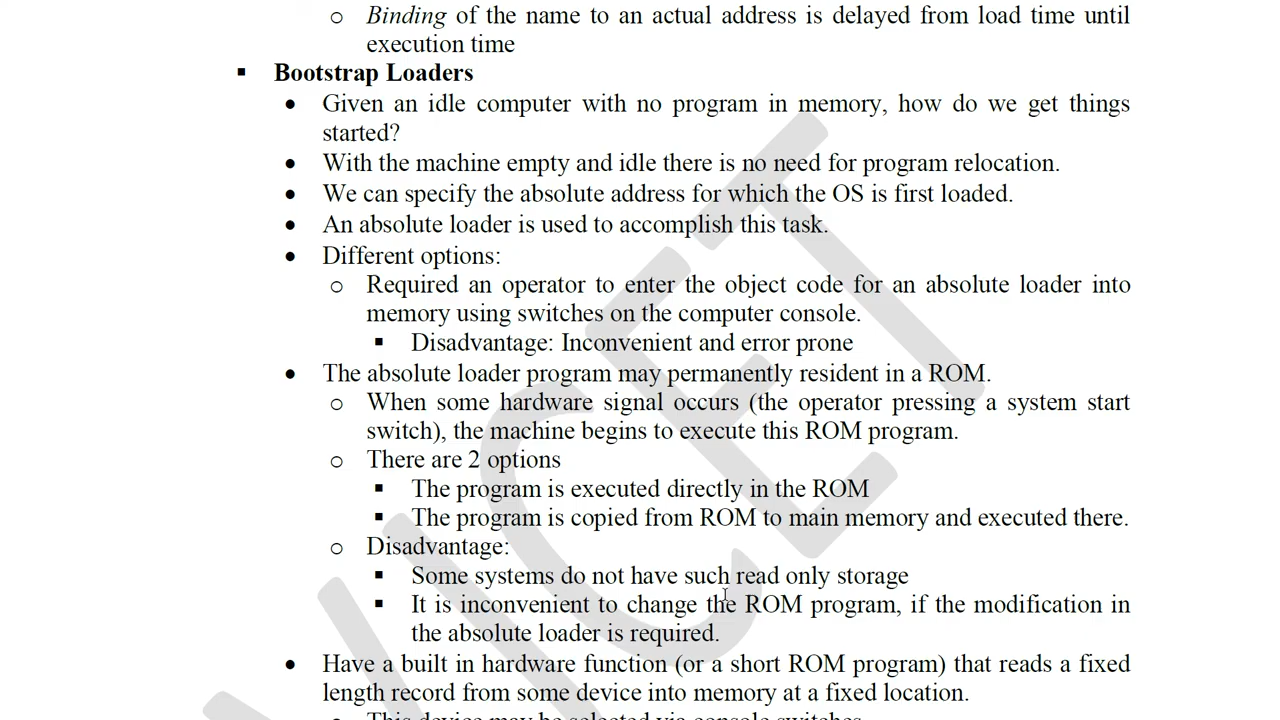 o Binding of the name to an actual address is delayed from load time until
execution time
▪ Bootstrap Loaders
• Given an idle computer with no program in memory, how do we get things
started?
• With the machine empty and idle there is no need for program relocation.
• We can specify the absolute address for which the OS is first loaded.
• An absolute loader is used to accomplish this task.
• Different options:
o Required an operator to enter the object code for an absolute loader into
memory using switches on the computer console.
▪ Disadvantage: Inconvenient and error prone
• The absolute loader program may permanently resident in a ROM.
o When some hardware signal occurs (the operator pressing a system start
switch), the machine begins to execute this ROM program.
o There are 2 options
▪ The program is executed directly in the ROM
▪ The program is copied from ROM to main memory and executed there.
o Disadvantage:
▪ Some systems do not have such read only storage
▪ It is inconvenient to change the ROM program, if the modification in
the absolute loader is required.
• Have a built in hardware function (or a short ROM program) that reads a fixed
length record from some device into memory at a fixed location.
o This device may be selected via console switches
VICET